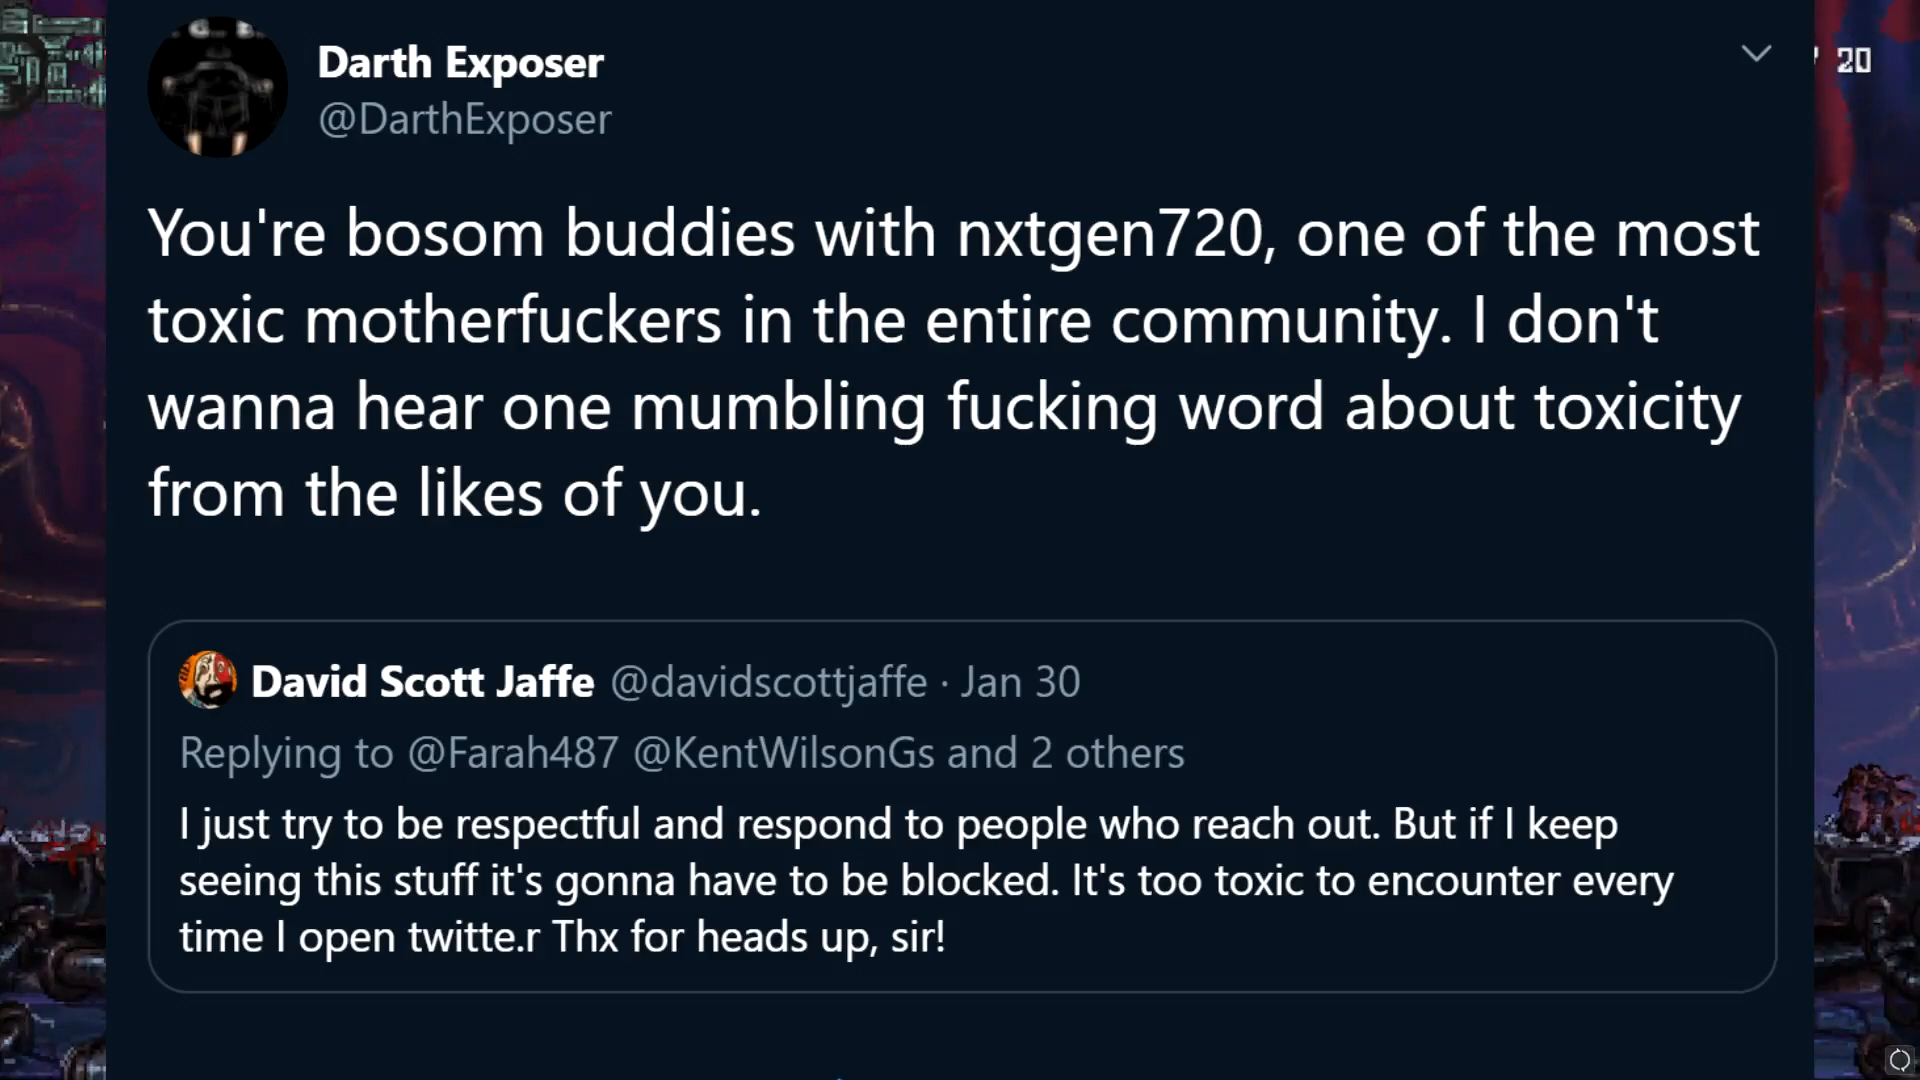 Darth Exposer
@DarthExposer
20
You're bosom buddies with nxtgen720, one of the most
toxic motherfuckers in the entire community. I don't
wanna hear one mumbling fucking word about toxicity
from the likes of you.
David Scott Jaffe @davidscottjaffe · Jan 30
Replying to @Farah487 @KentWilsonGs and 2 others
I just try to be respectful and respond to people who reach out. But if I keep
seeing this stuff it's gonna have to be blocked. It's too toxic to encounter every
time I open twitte.r Thx for heads up, sir!